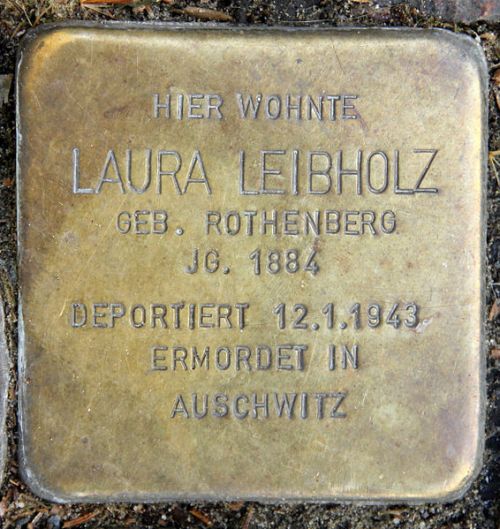 HIER WOHNTE
LAURA LEIBHOLZ
GEB. ROTHENBERG
JG. 1884
DEPORTIERT 12.1.1943
ERMORDET IN
AUSCHWITZ